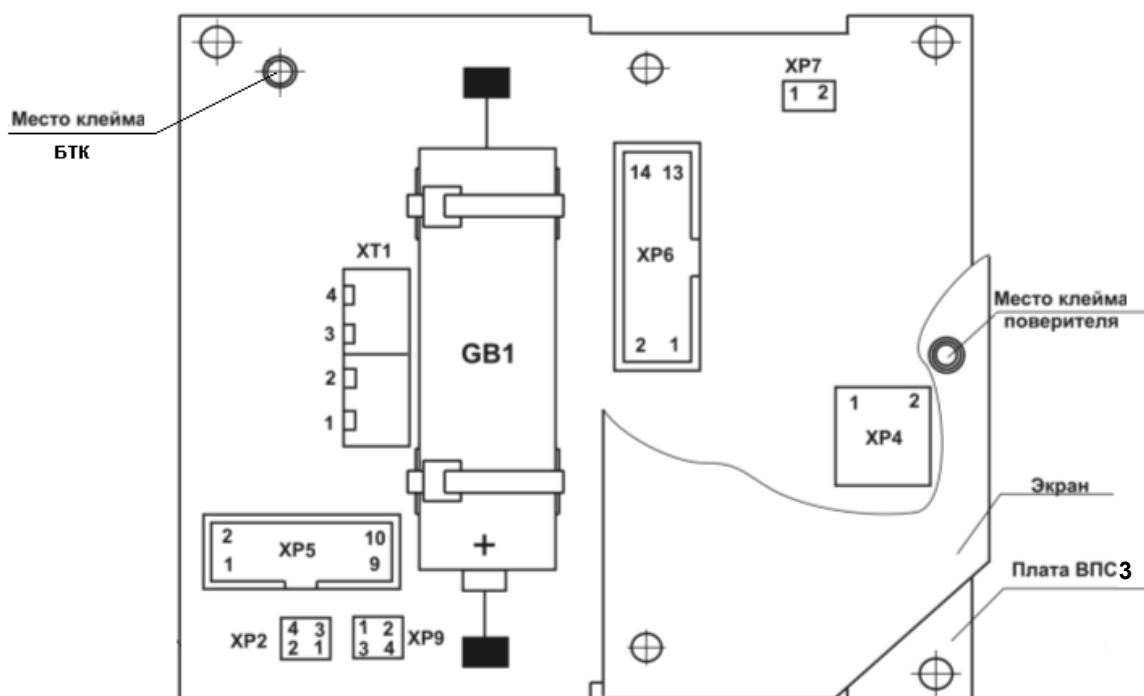 XP7
1 2
Место клейма
БТК
14 13
XP6
2 1
XT1
4
3
2
1
GB1
+
Место клейма
поверителя
1 2
XP4
Экран
Плата ВПС3
2 10
XP5
1 9
XP2
4 3
2 1
1 2
3 4
XP9